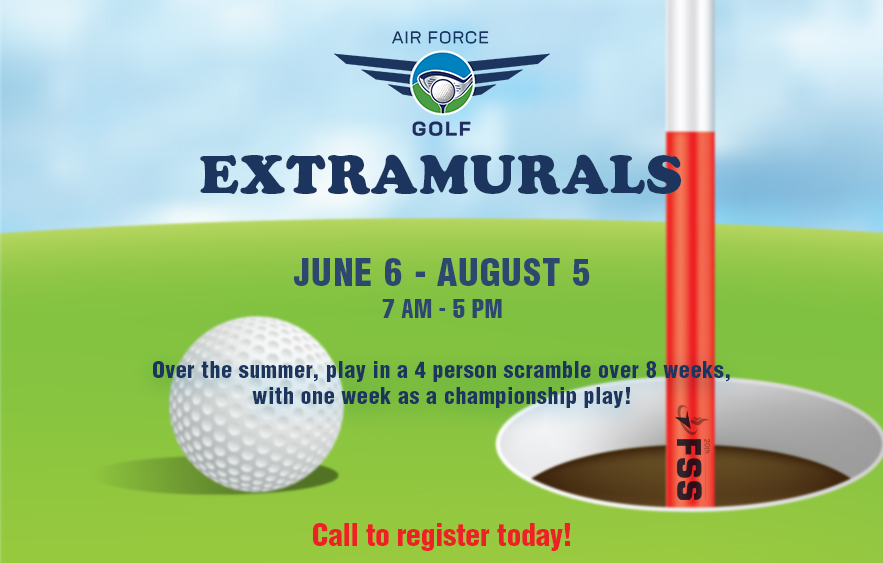 AIR FORCE
GOLF
EXTRAMURALS
JUNE 6 - AUGUST 5
7 AM - 5 PM
Over the summer, play in a 4 person scramble over 8 weeks,
with one week as a championship play!
FSS
Call to register today!